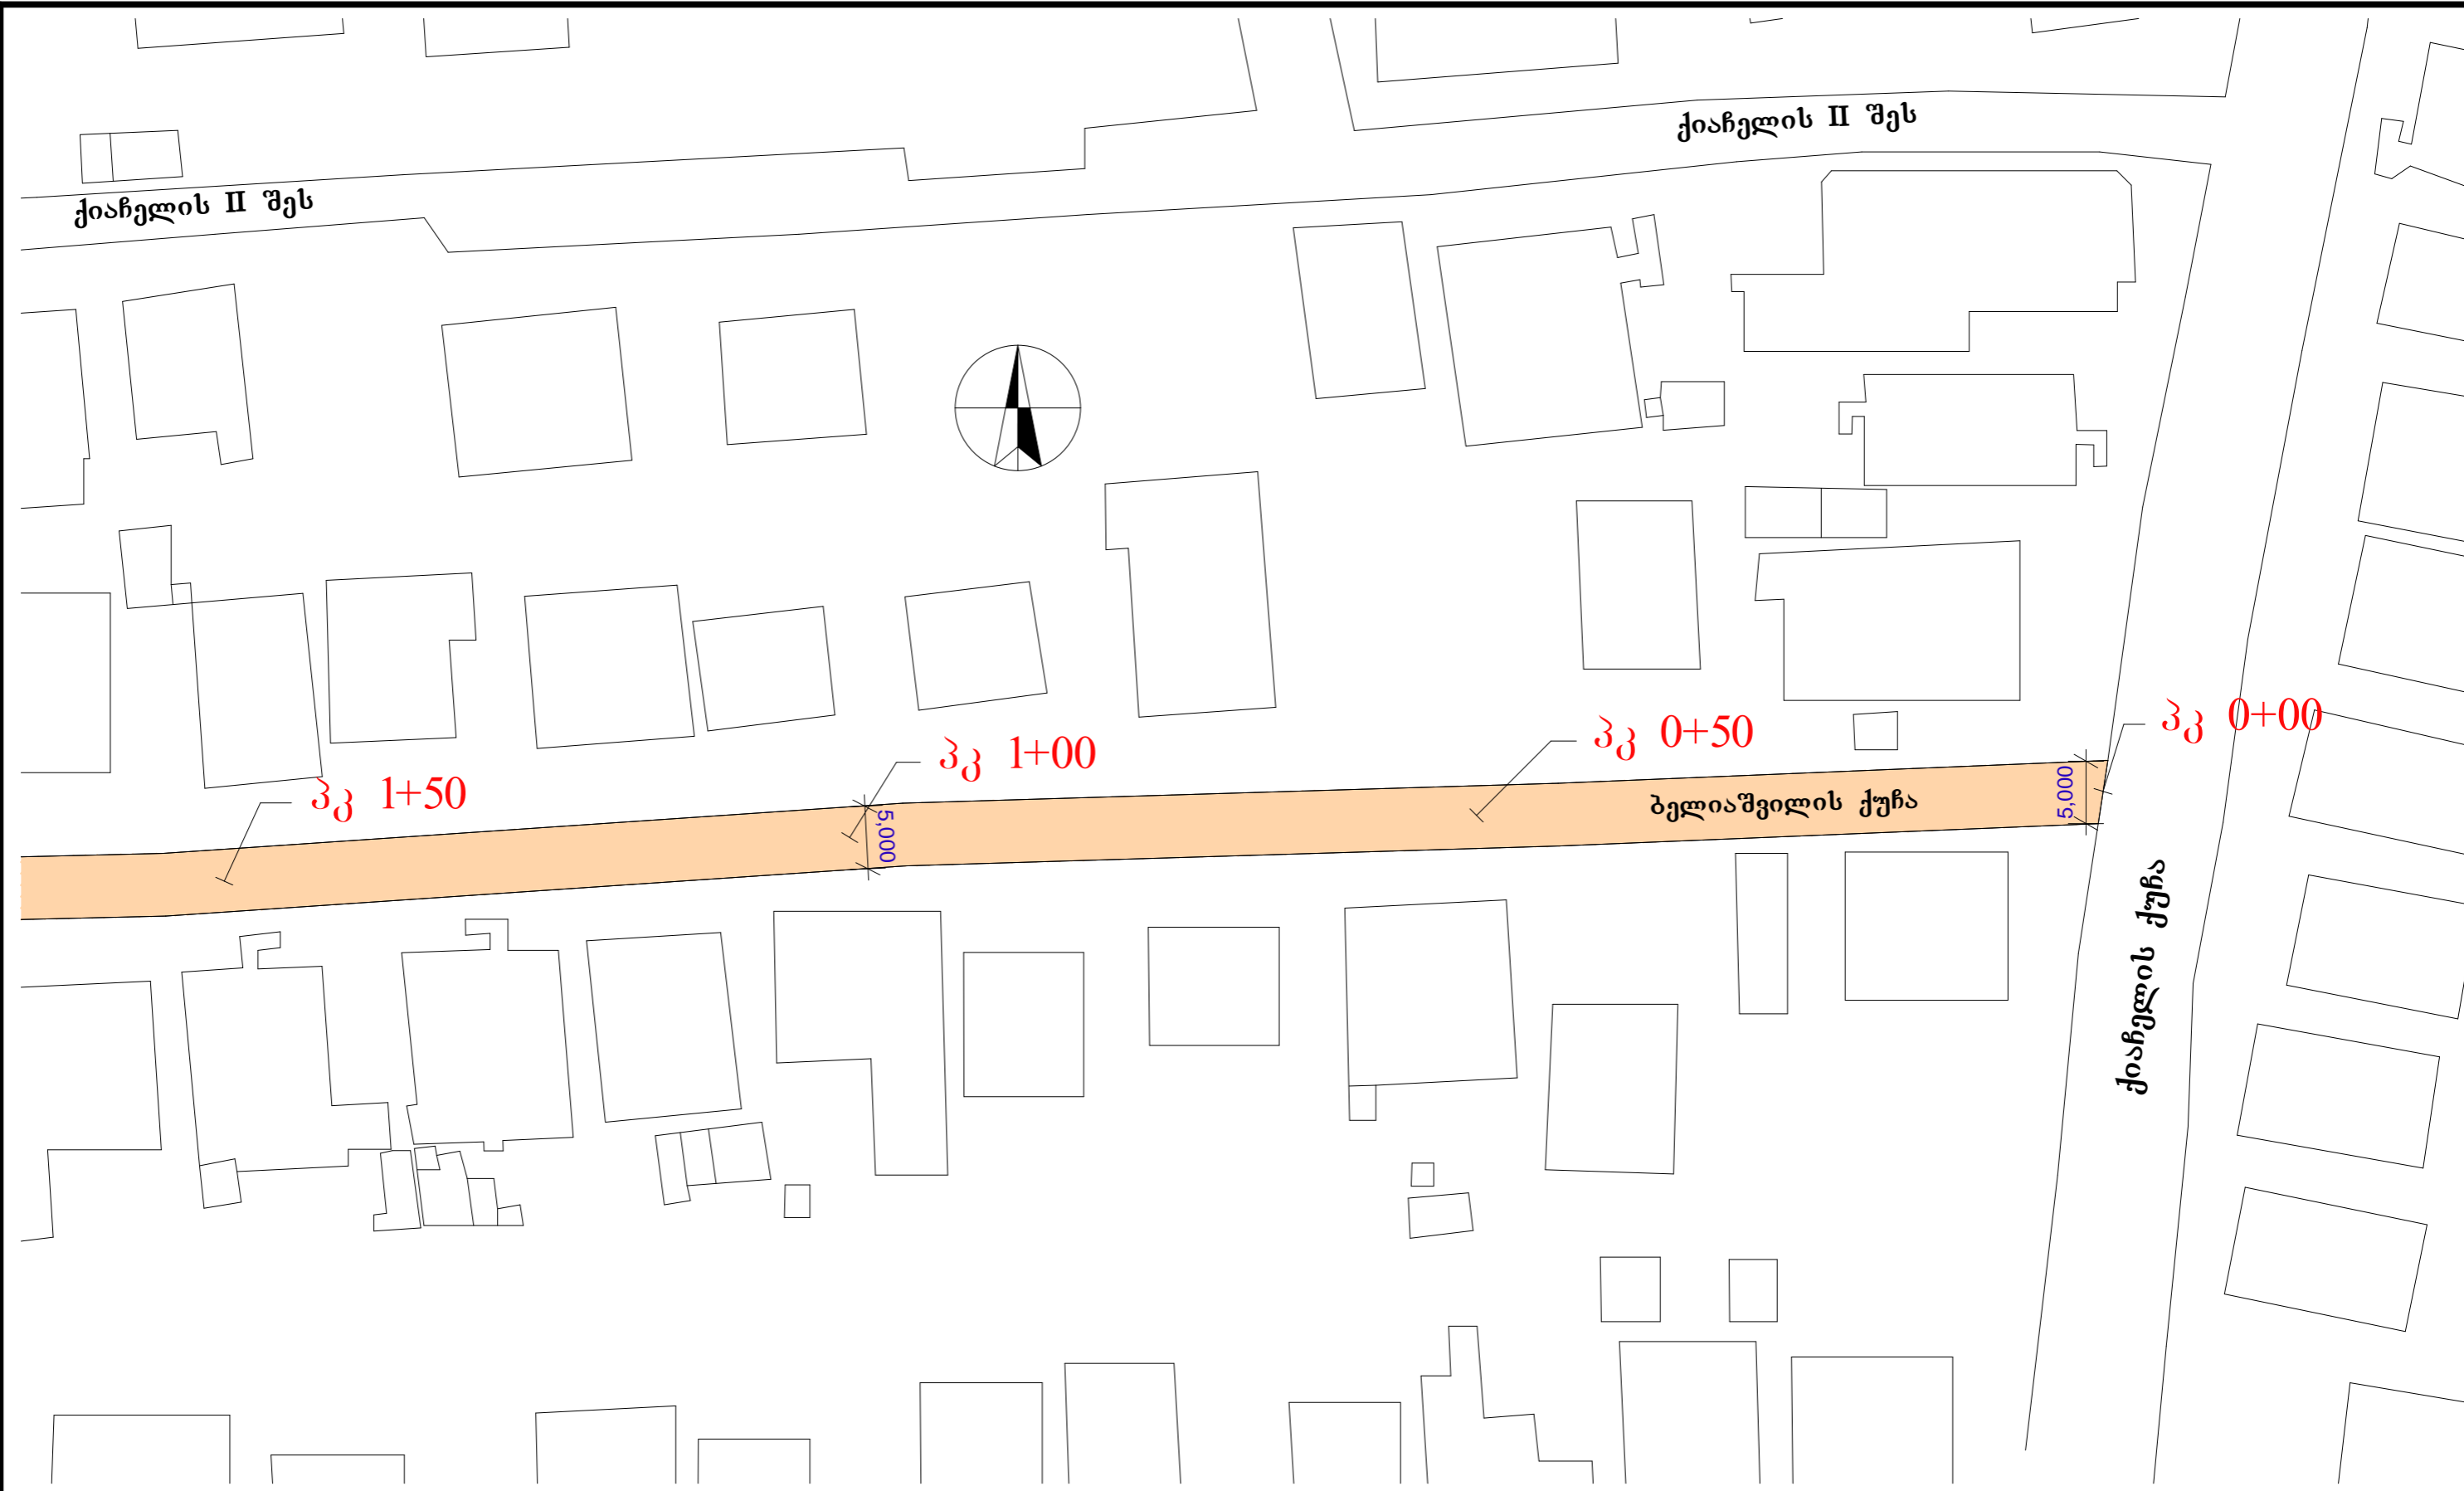 ქიაჩელის II შეს
ქიაჩელის II შეს
პკ 0+00
პკ 0+50
პკ 1+00
პკ 1+50
5,000
ბელიაშვილის ქუჩა
5,000
ქიაჩელის ქუჩა